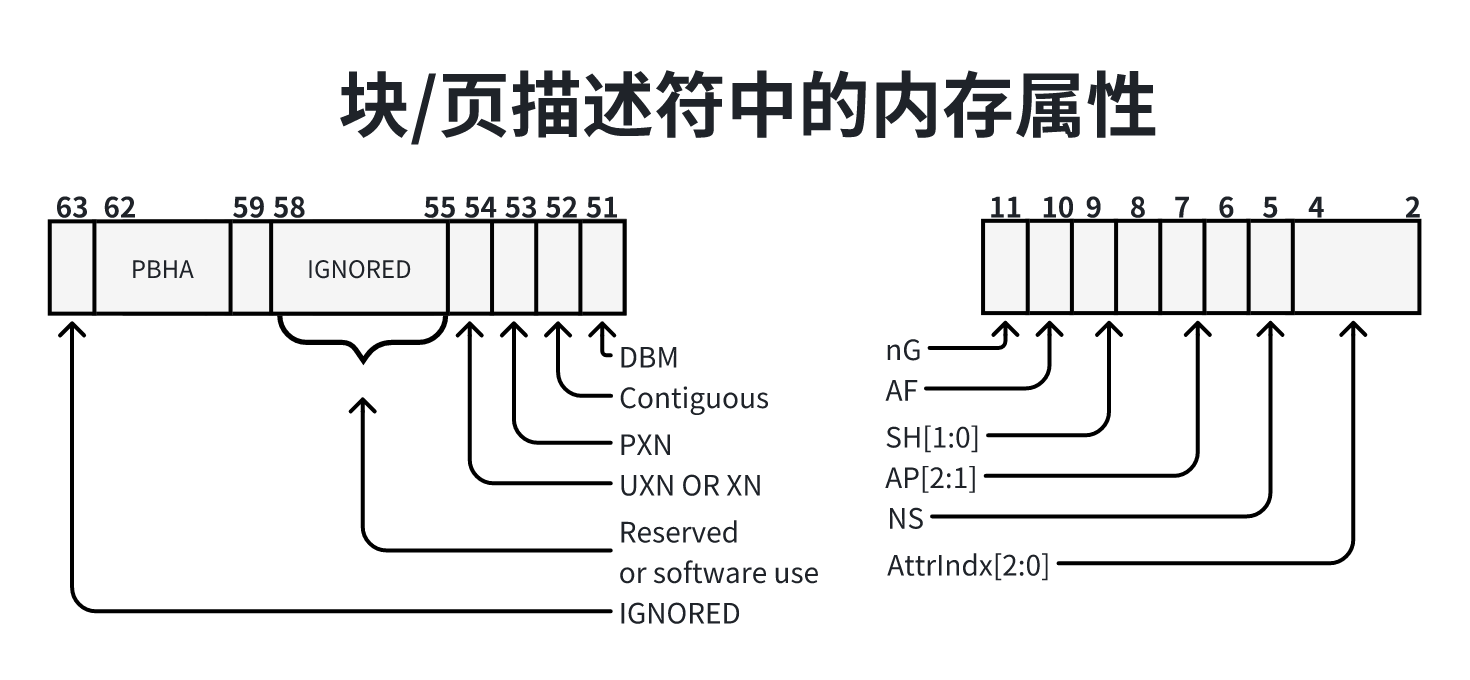 块/页描述符中的内存属性
63 62 59 58 55 54 53 52 51
11 10 9 8 7 6 5 4 2
PBHA
IGNORED
DBM
Contiguous
PXN
UXN OR XN
Reserved
or software use
IGNORED
nG
AF
SH[1:0]
AP[2:1]
NS
AttrIndx[2:0]